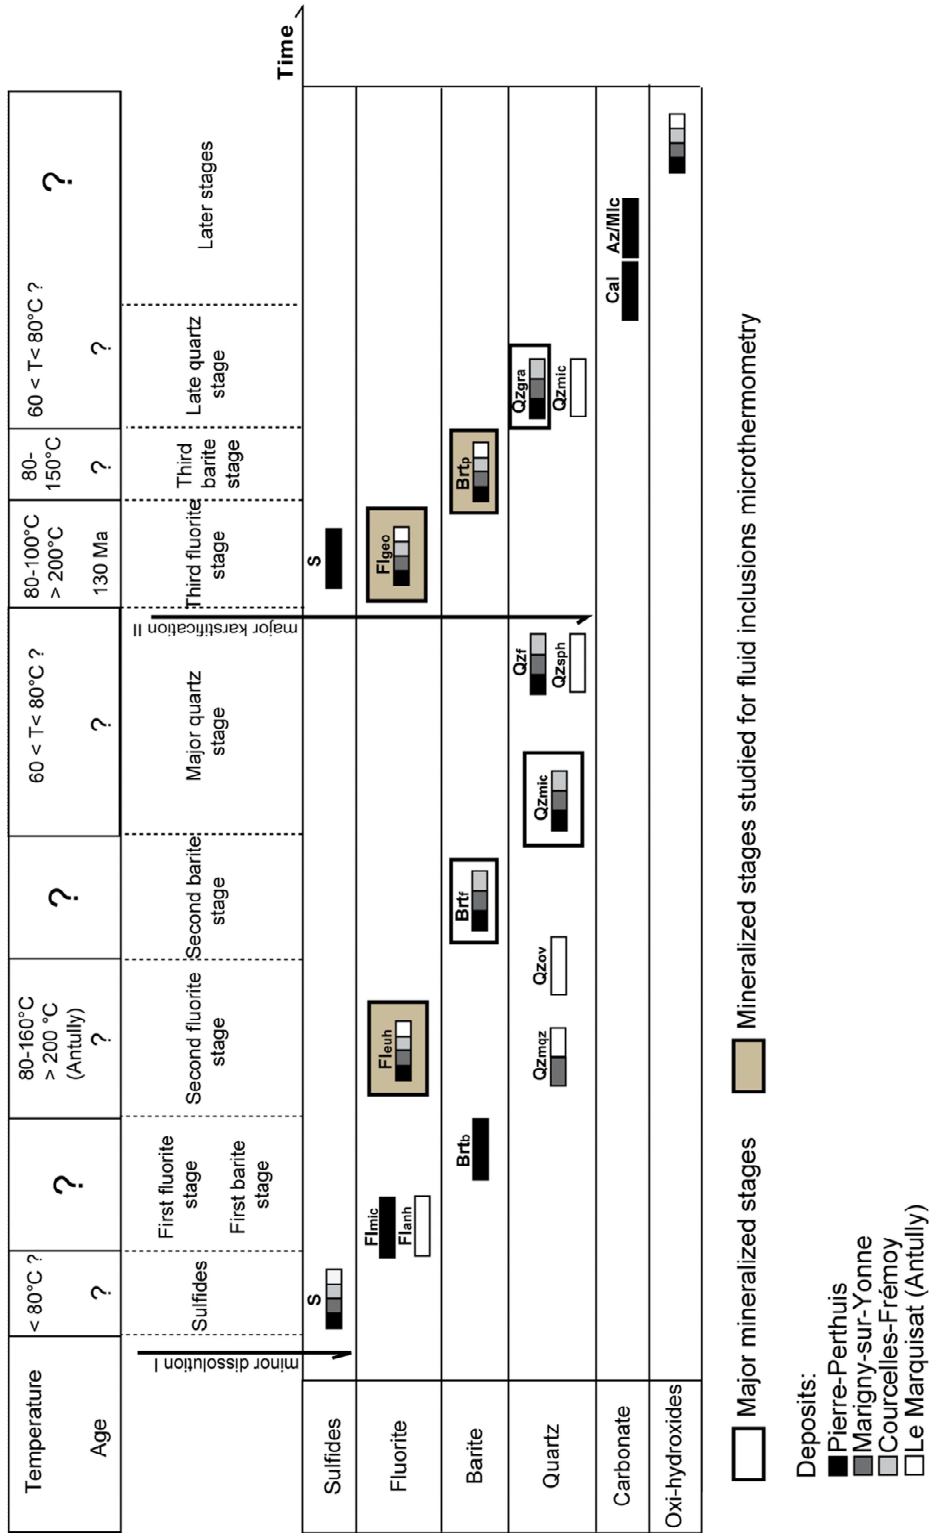 Time
Temperature
Age
< 80°C ?
?
?
80-160°C
> 200 °C
(Antully)
?
?
60 < T< 80°C ?
?
80-100°C
> 200°C
130 Ma
80-
150°C
?
60 < T< 80°C ?
?
?
Sulfides
First fluorite
stage
First barite
stage
Second fluorite
stage
Second barite
stage
Major quartz
stage
Third fluorite
stage
Third
barite
stage
Late quartz
stage
Later stages
minor dissolution I
major karstification II
Sulfides
S
S
Fluorite
Flmic
Flanh
Fleuh
Flgeo
Barite
Brtb
Brtf
Brtp
Quartz
Qzmqz
Qzov
Qzmic
Qzf
Qzsph
Qzgra
Qzmic
Carbonate
Cal
Az/Mlc
Oxi-hydroxides
Major mineralized stages
Mineralized stages studied for fluid inclusions microthermometry
Deposits:
Pierre-Perthuis
Marigny-sur-Yonne
Courcelles-Frémoy
Le Marquisat (Antully)